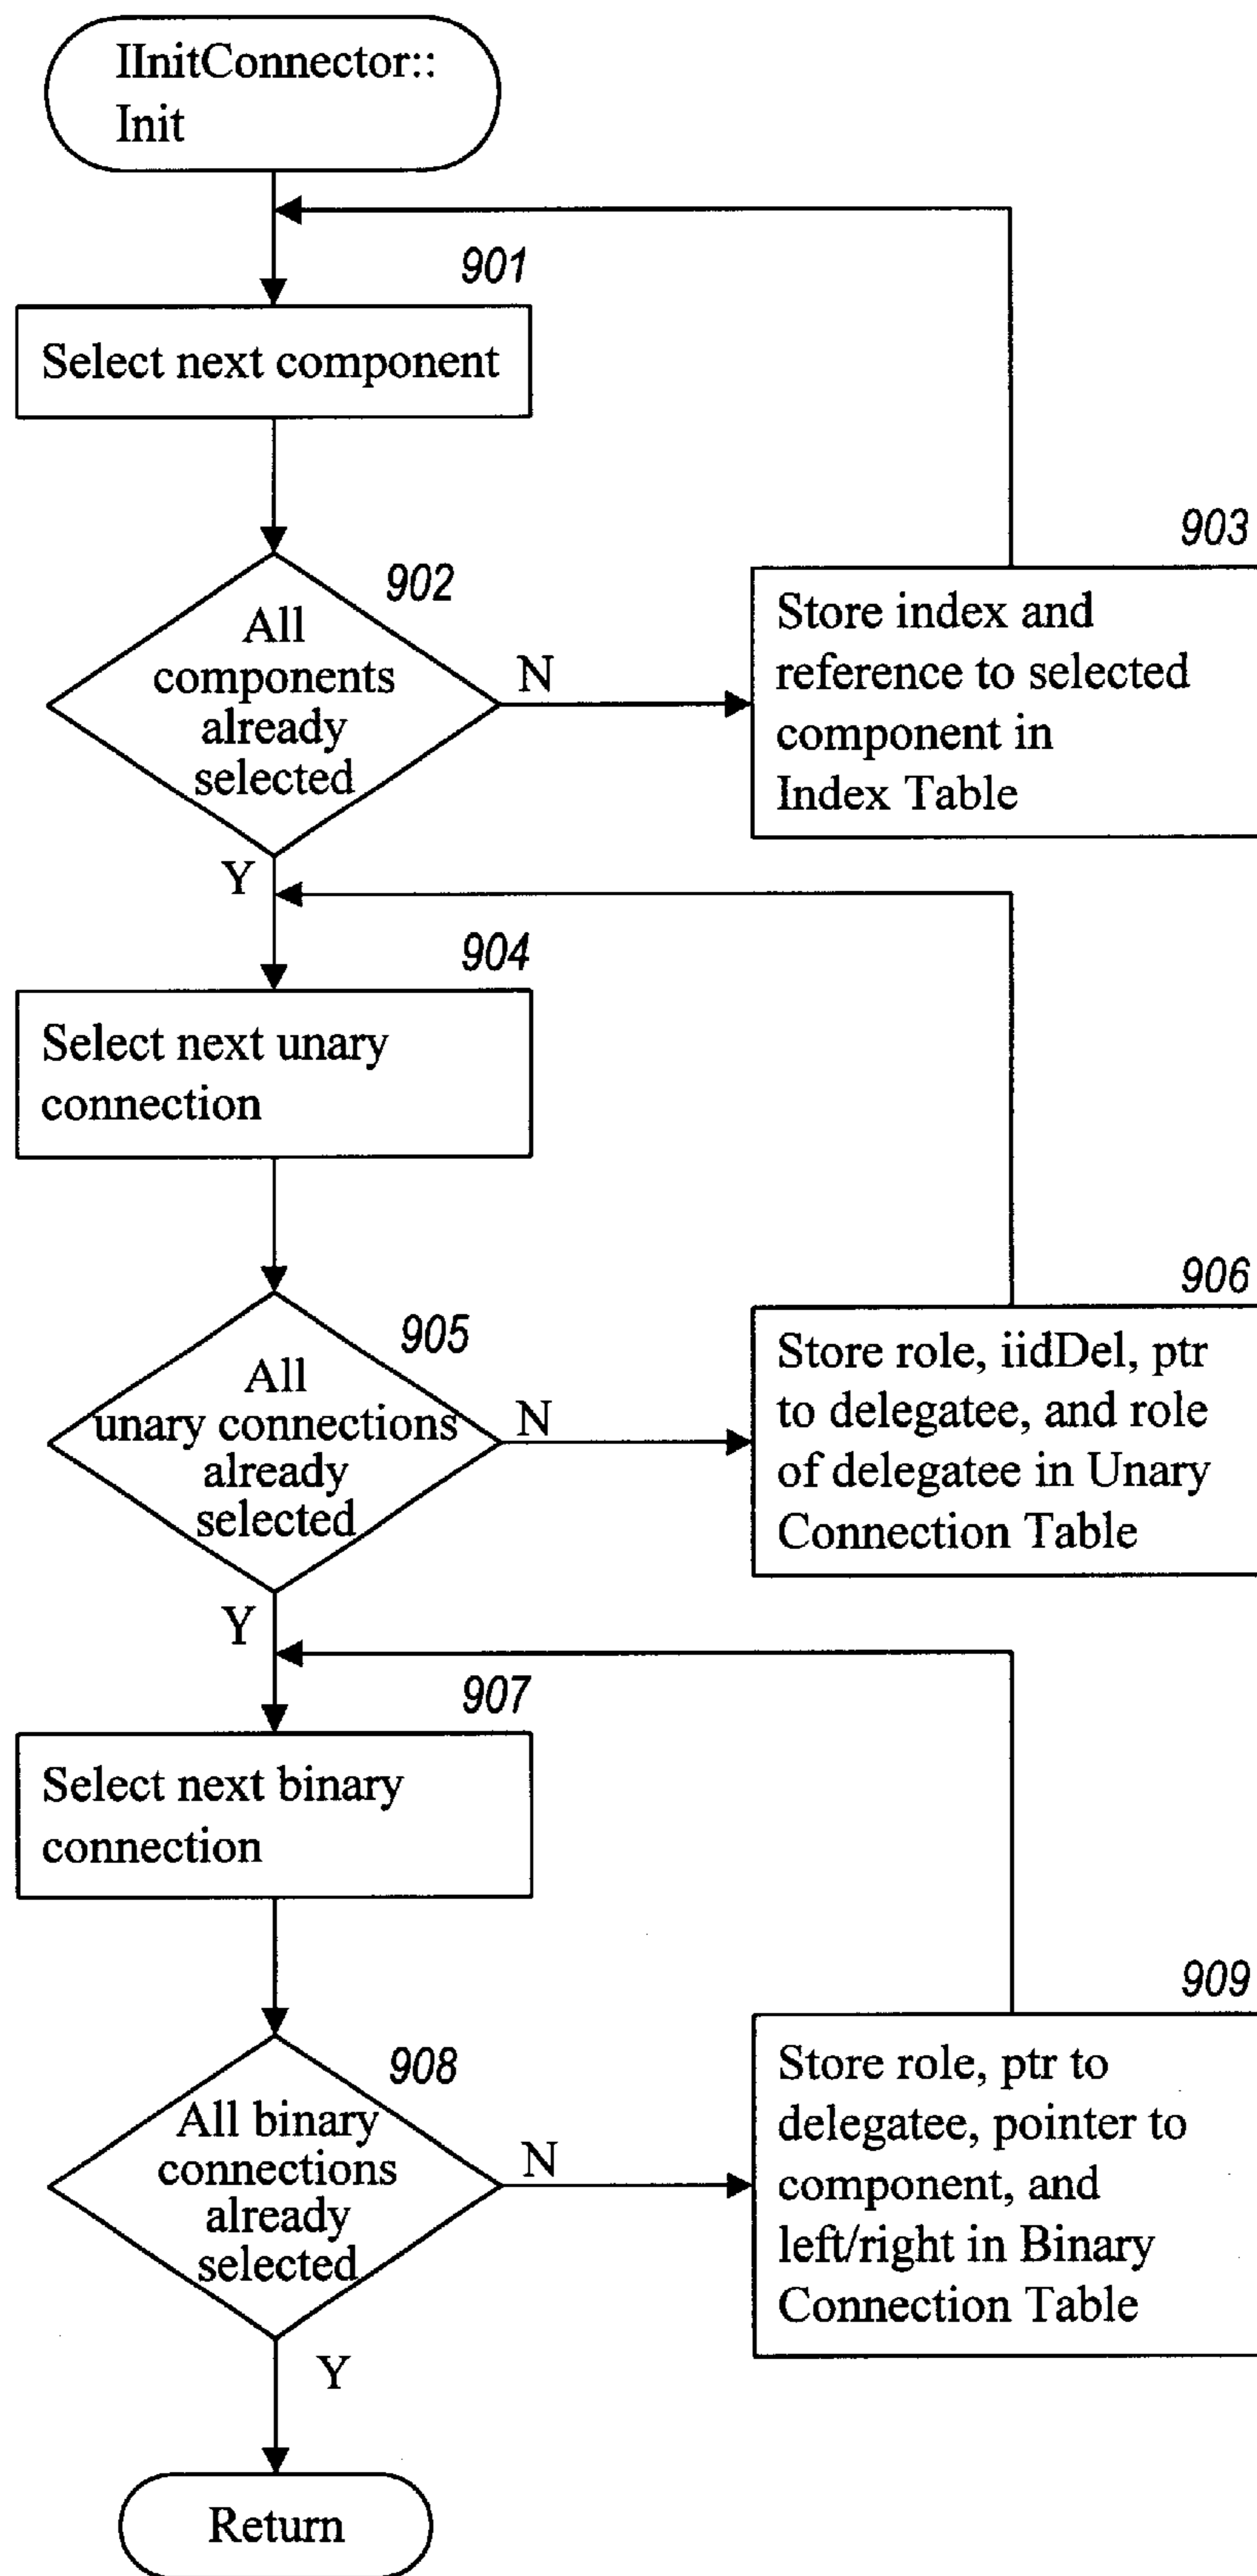 IInitConnector::
Init
901
Select next component
902
All
components
already
selected
N
903
Store index and
reference to selected
component in
Index Table
Y
904
Select next unary
connection
905
All
unary connections
already
selected
N
906
Store role, iidDel, ptr
to delegatee, and role
of delegatee in Unary
Connection Table
Y
907
Select next binary
connection
908
All binary
connections
already
selected
N
909
Store role, ptr to
delegatee, pointer to
component, and
left/right in Binary
Connection Table
Y
Return